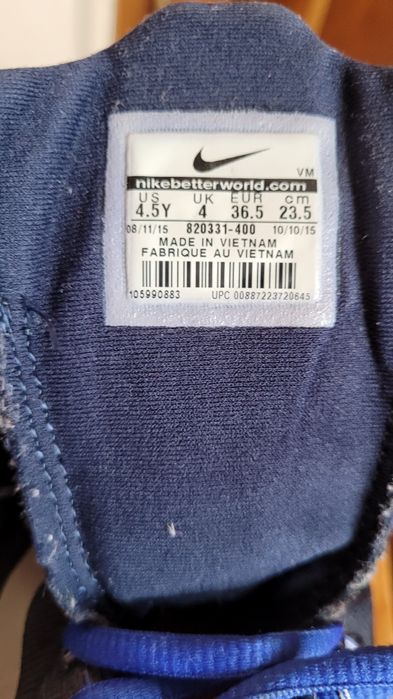 VM
nikebetterworld.com
US UK EUR cm
4.5Y 4 36.5 23.5
08/11/15 820331-400 10/10/15
MADE IN VIETNAM
FABRIQUE AU VIETNAM
105990883 UPC 00887223720645